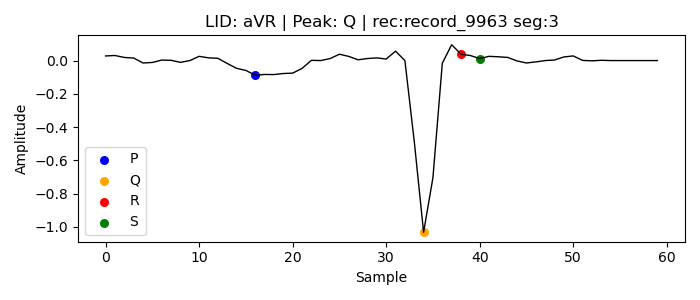 LID: aVR | Peak: Q | rec:record_9963 seg:3
Amplitude
0.0
−0.2
−0.4
−0.6
−0.8
−1.0
P
Q
R
S
0
10
20
30
40
50
60
Sample